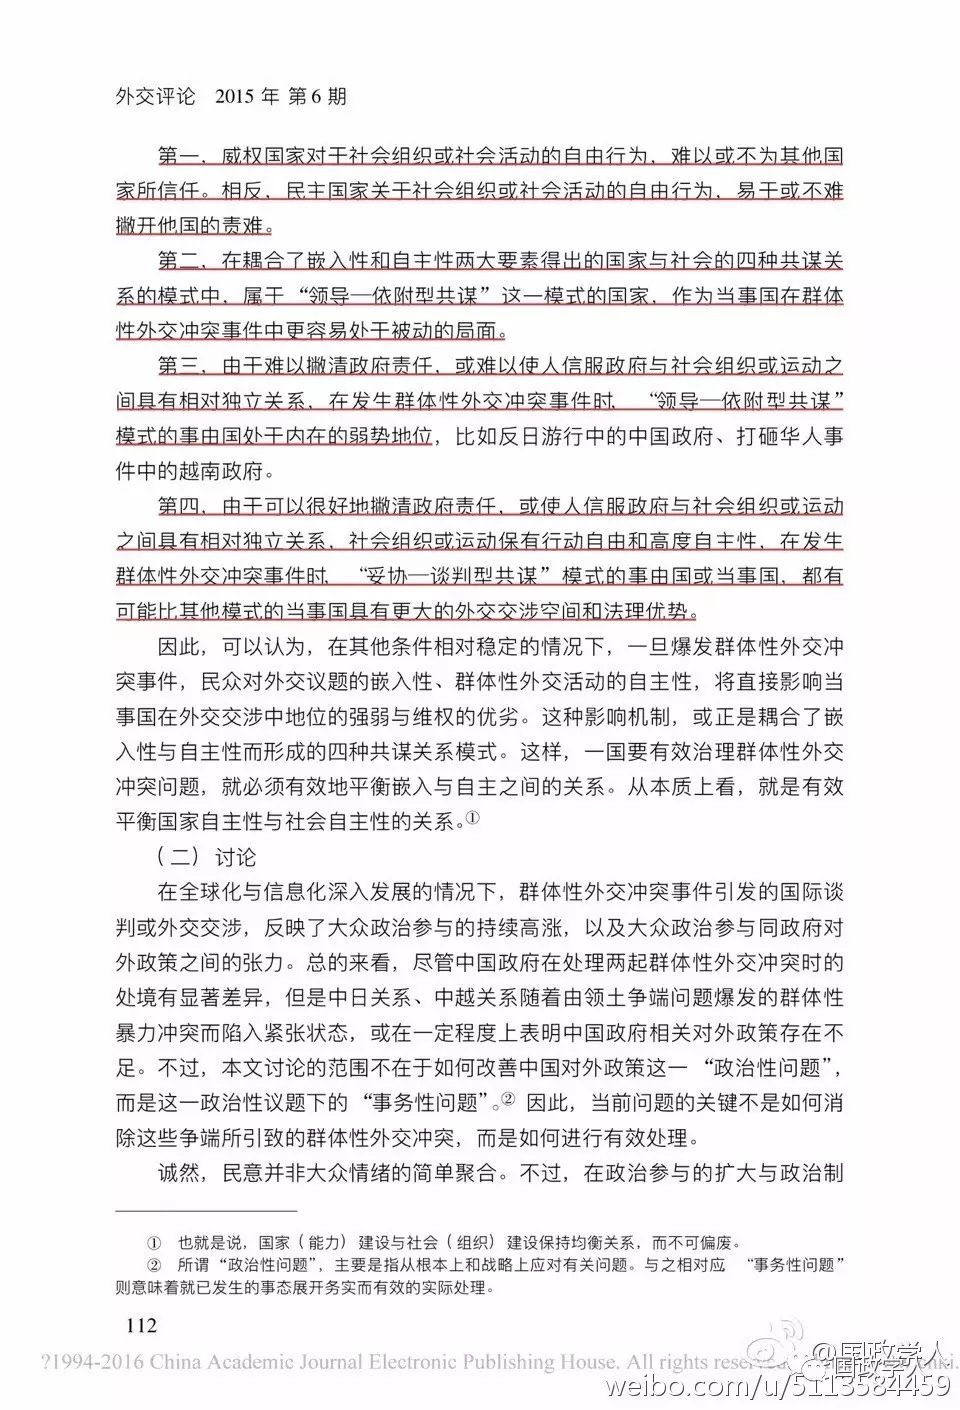 外交评论 2015 年 第 6 期
第一，威权国家对于社会组织或社会活动的自由行为，难以或不为其他国
家所信任。相反，民主国家关于社会组织或社会活动的自由行为，易于或不难
撇开他国的责难。
第二，在耦合了嵌入性和自主性两大要素得出的国家与社会的四种共谋关
系的模式中，属于“领导—依附型共谋”这一模式的国家，作为当事国在群体
性外交冲突事件中更容易处于被动的局面。
第三，由于难以撇清政府责任，或难以使人信服政府与社会组织或运动之
间具有相对独立关系，在发生群体性外交冲突事件时，“领导—依附型共谋”
模式的事由国处于内在的弱势地位，比如反日游行中的中国政府、打砸华人事
件中的越南政府。
第四，由于可以很好地撇清政府责任，或使人信服政府与社会组织或运动
之间具有相对独立关系，社会组织或运动保有行动自由和高度自主性，在发生
群体性外交冲突事件时，“妥协—谈判型共谋”模式的事由国或当事国，都有
可能比其他模式的当事国具有更大的外交交涉空间和法理优势。
因此，可以认为，在其他条件相对稳定的情况下，一旦爆发群体性外交冲
突事件，民众对外交议题的嵌入性、群体性外交活动的自主性，将直接影响当
事国在外交交涉中地位的强弱与维权的优劣。这种影响机制，或正是耦合了嵌
入性与自主性而形成的四种共谋关系模式。这样，一国要有效治理群体性外交
冲突问题，就必须有效地平衡嵌入与自主之间的关系。从本质上看，就是有效
平衡国家自主性与社会自主性的关系。①
（二）讨论
在全球化与信息化深入发展的情况下，群体性外交冲突事件引发的国际谈
判或外交交涉，反映了大众政治参与的持续高涨，以及大众政治参与同政府对
外政策之间的张力。总的来看，尽管中国政府在处理两起群体性外交冲突时的
处境有显著差异，但是中日关系、中越关系随着由领土争端问题爆发的群体性
暴力冲突而陷入紧张状态，或在一定程度上表明中国政府相关对外政策存在不
足。不过，本文讨论的范围不在于如何改善中国对外政策这一“政治性问题”，
而是这一政治性议题下的“事务性问题”。② 因此，当前问题的关键不是如何消
除这些争端所引致的群体性外交冲突，而是如何进行有效处理。
诚然，民意并非大众情绪的简单聚合。不过，在政治参与的扩大与政治制
① 也就是说，国家（能力）建设与社会（组织）建设保持均衡关系，而不可偏废。
② 所谓“政治性问题”，主要是指从根本上和战略上应对有关问题。与之相对应，“事务性问题”
则意味着就已发生的事态展开务实而有效的实际处理。
112
?1994-2016 China Academic Journal Electronic Publishing House. All rights reserved.
@国政学人
国政学人
weibo.com/u/5113584459